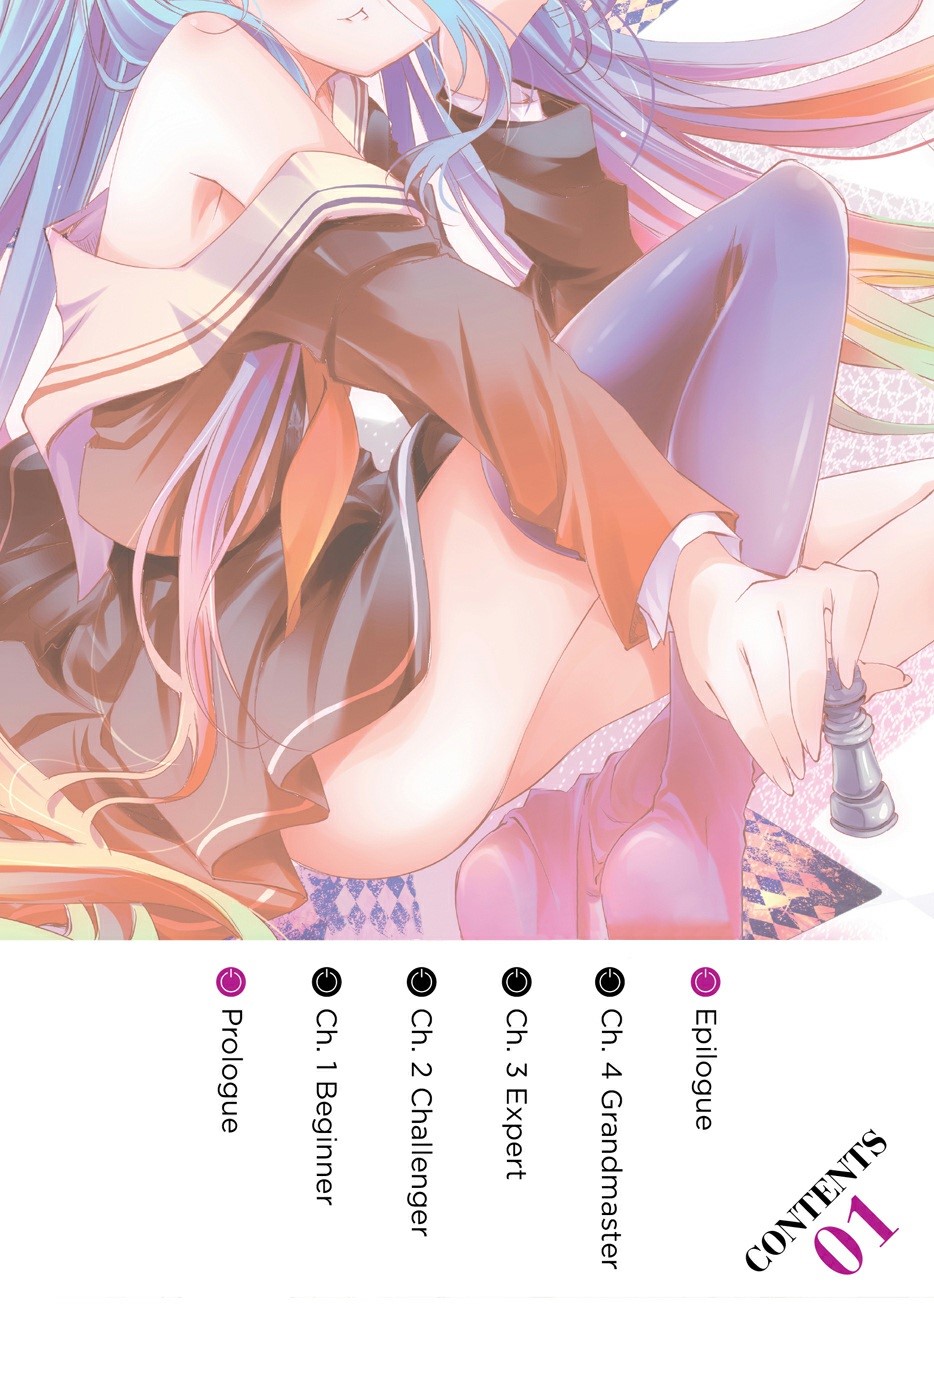 CONTENTS
01
Prologue
Ch. 1 Beginner
Ch. 2 Challenger
Ch. 3 Expert
Ch. 4 Grandmaster
Epilogue